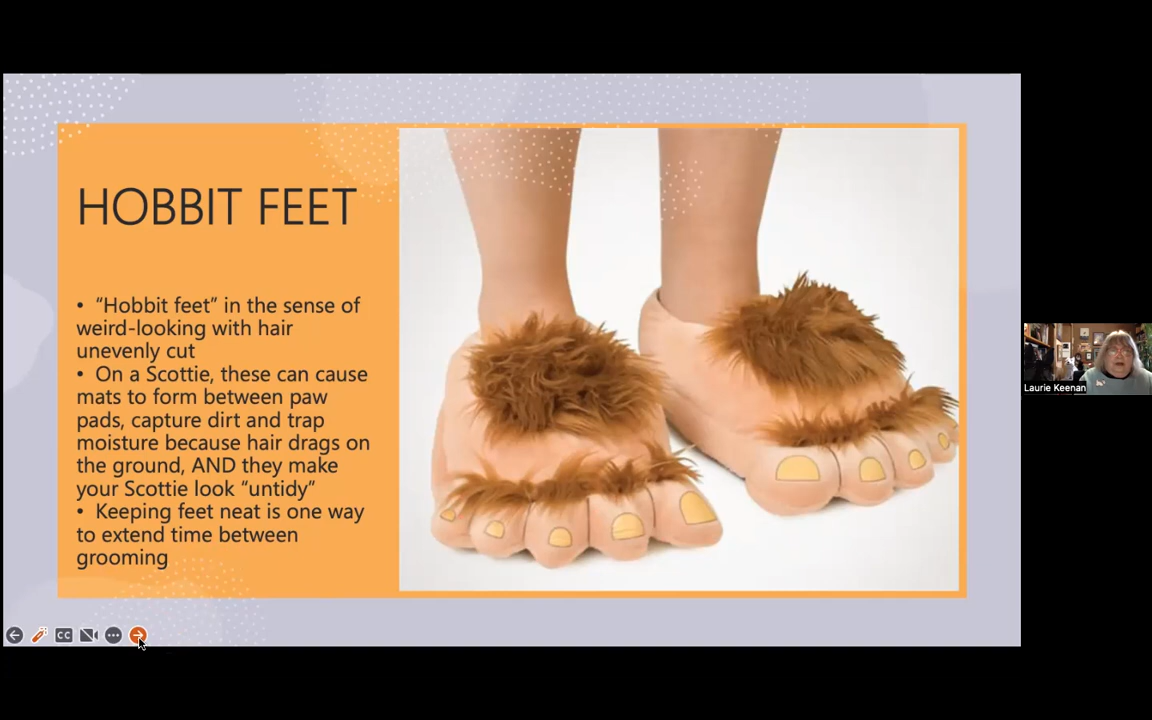 HOBBIT FEET
• “Hobbit feet” in the sense of
weird-looking with hair
unevenly cut
• On a Scottie, these can cause
mats to form between paw
pads, capture dirt and trap
moisture because hair drags on
the ground, AND they make
your Scottie look “untidy”
• Keeping feet neat is one way
to extend time between
grooming
Laurie Keenan
CC